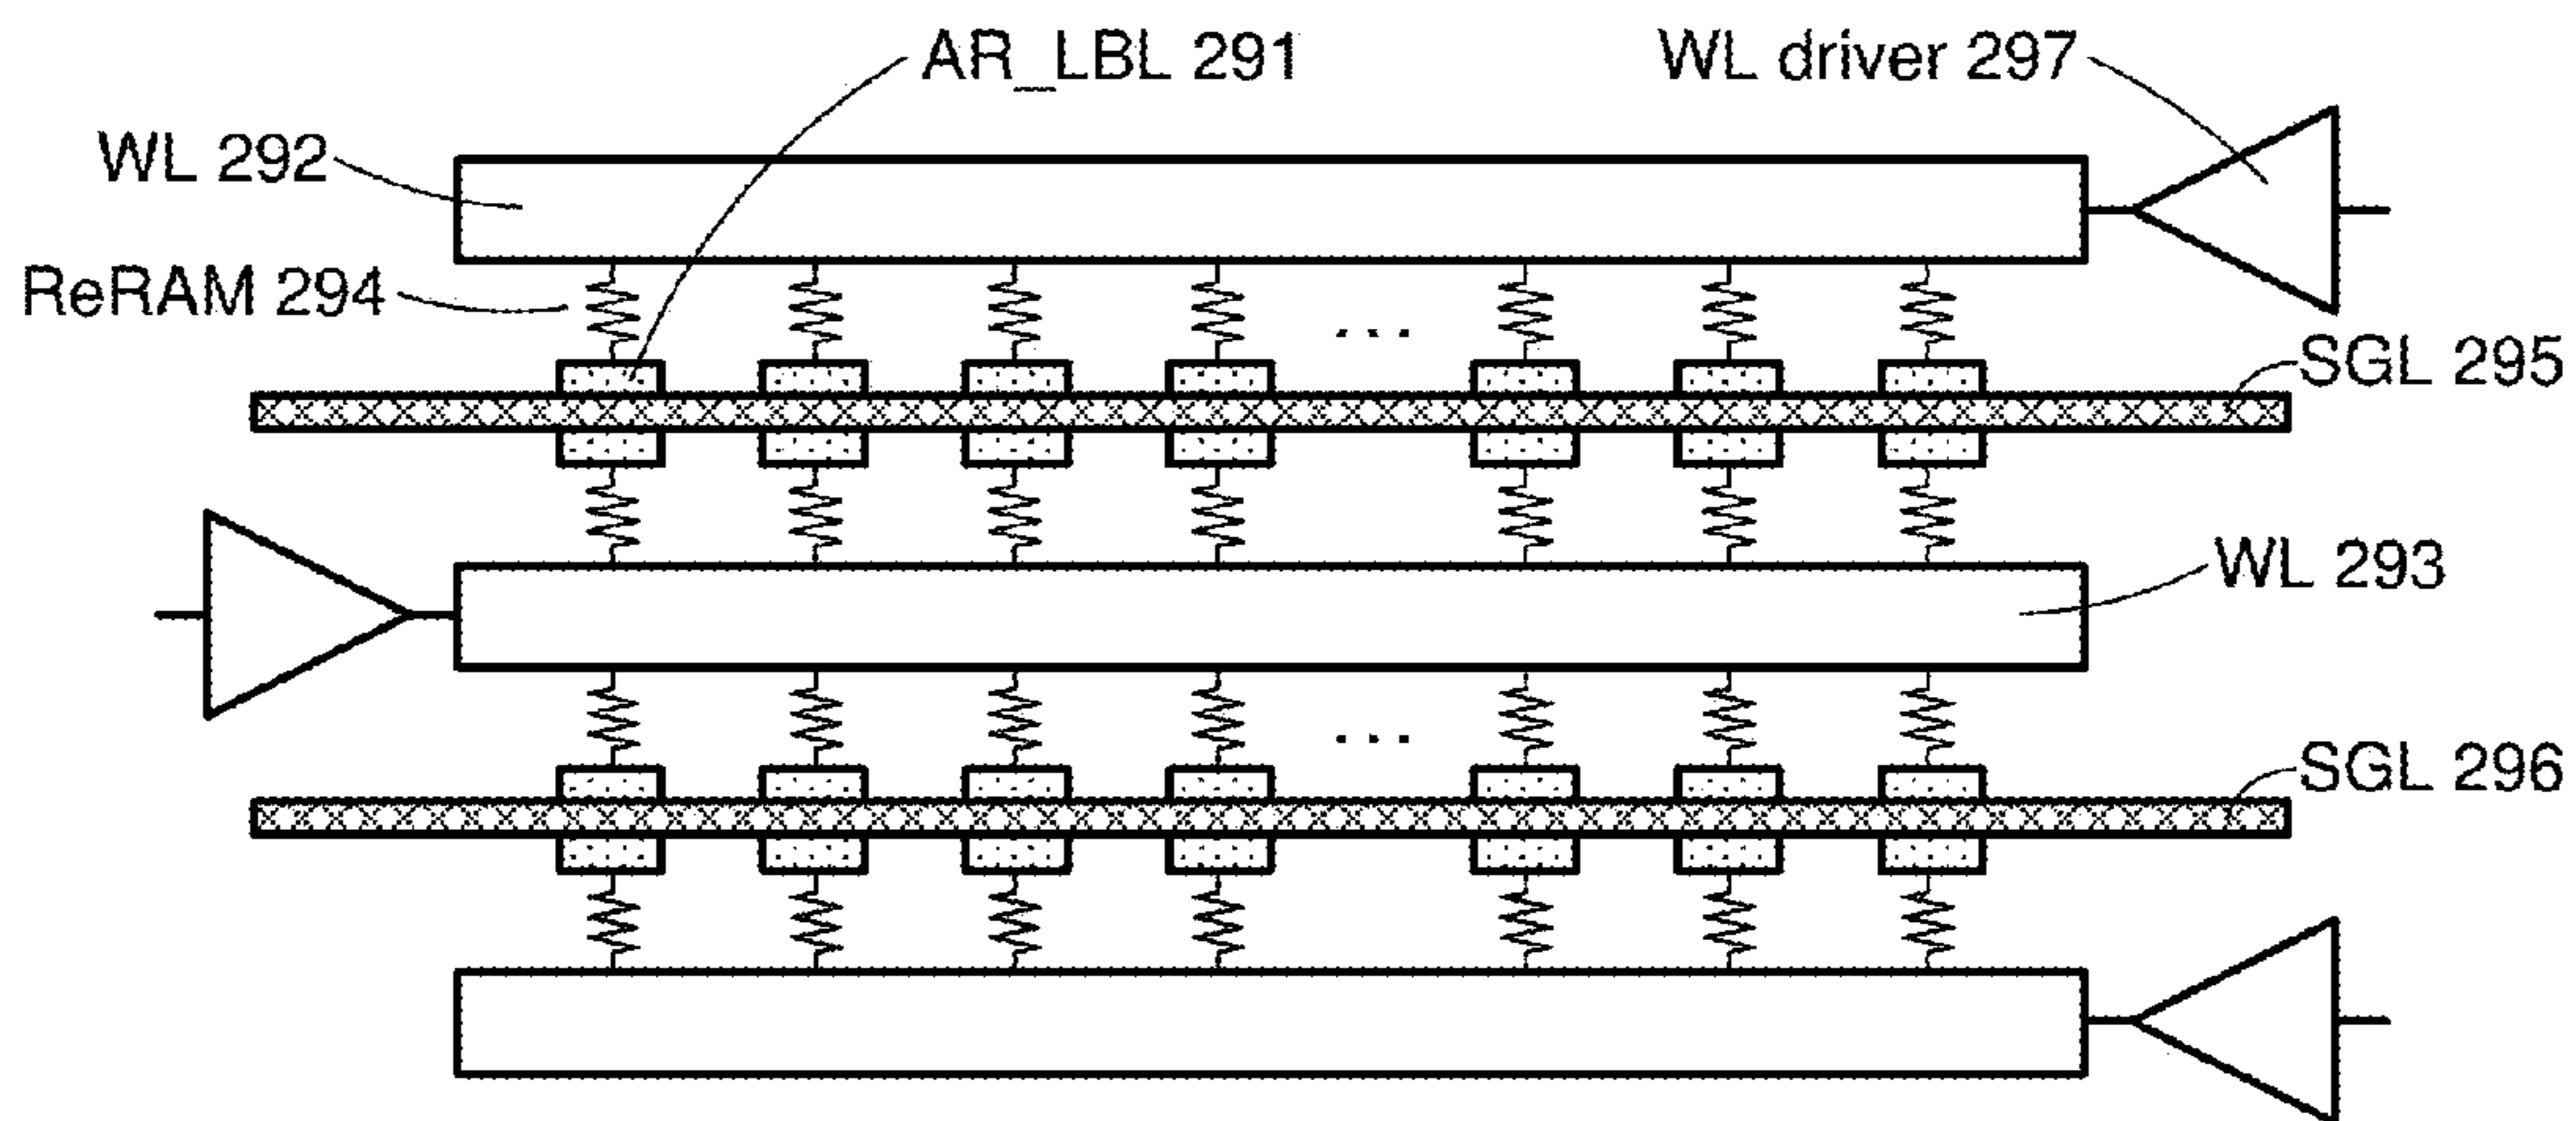 AR_LBL 291
WL driver 297
WL 292
ReRAM 294
...
SGL 295
WL 293
...
SGL 296